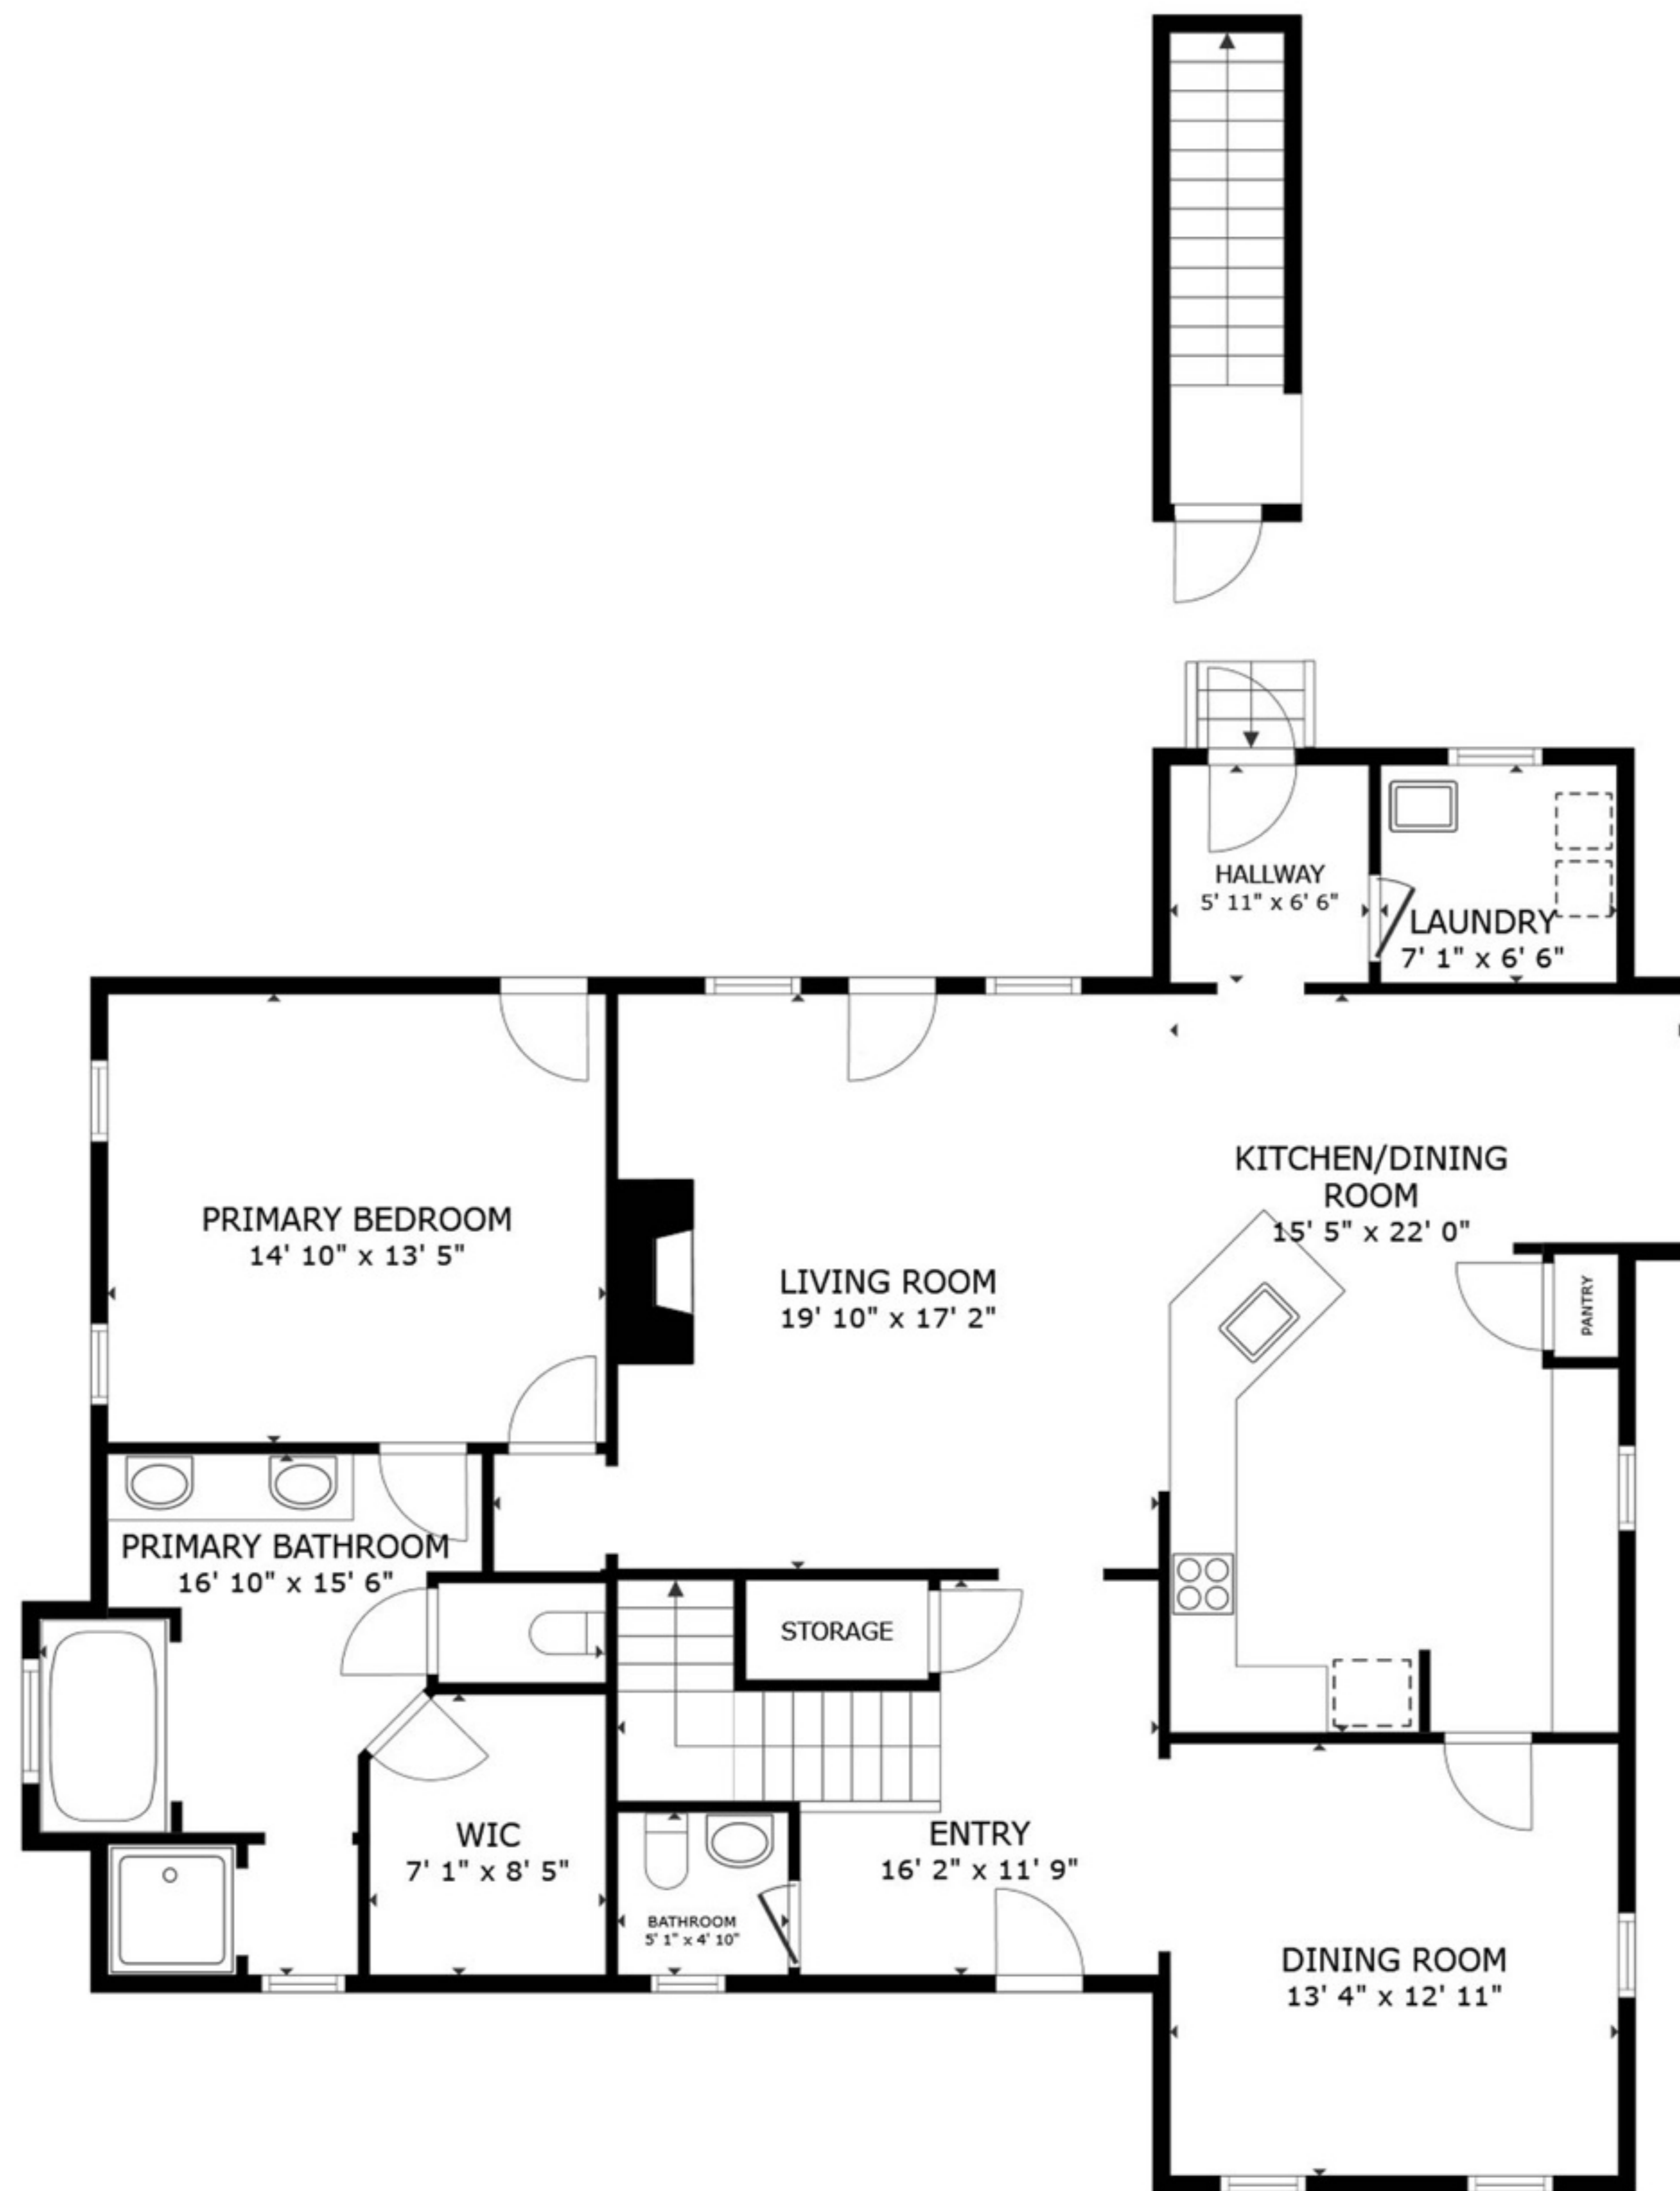 HALLWAY
5' 11" x 6' 6"
LAUNDRY
7' 1" x 6' 6"
PRIMARY BEDROOM
14' 10" x 13' 5"
LIVING ROOM
19' 10" x 17' 2"
KITCHEN/DINING
ROOM
15' 5" x 22' 0"
PANTRY
PRIMARY BATHROOM
16' 10" x 15' 6"
STORAGE
WIC
7' 1" x 8' 5"
BATHROOM
5' 1" x 4' 10"
ENTRY
16' 2" x 11' 9"
DINING ROOM
13' 4" x 12' 11"